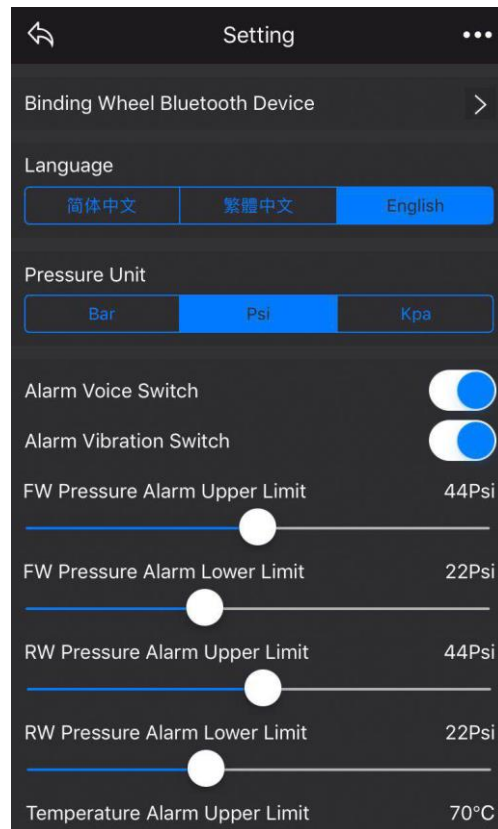 Setting
Binding Wheel Bluetooth Device
Language
简体中文 繁體中文 English
Pressure Unit
Bar Psi Kpa
Alarm Voice Switch
Alarm Vibration Switch
FW Pressure Alarm Upper Limit 44Psi
FW Pressure Alarm Lower Limit 22Psi
RW Pressure Alarm Upper Limit 44Psi
RW Pressure Alarm Lower Limit 22Psi
Temperature Alarm Upper Limit 70°C